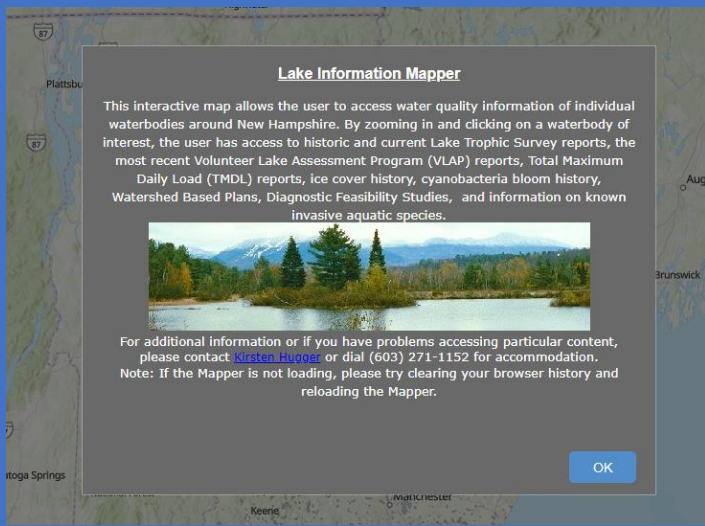 87
Plattsbu
87
Lake Information Mapper
This interactive map allows the user to access water quality information of individual
waterbodies around New Hampshire. By zooming in and clicking on a waterbody of
interest, the user has access to historic and current Lake Trophic Survey reports, the
most recent Volunteer Lake Assessment Program (VLAP) reports, Total Maximum
Daily Load (TMDL) reports, ice cover history, cyanobacteria bloom history,
Watershed Based Plans, Diagnostic Feasibility Studies,  and information on known
invasive aquatic species.
Aug
Brunswick
For additional information or if you have problems accessing particular content,
please contact Kirsten Hugger or dial (603) 271-1152 for accommodation.
Note: If the Mapper is not loading, please try clearing your browser history and
reloading the Mapper.
OK
atoga Springs
Manchester
Keene